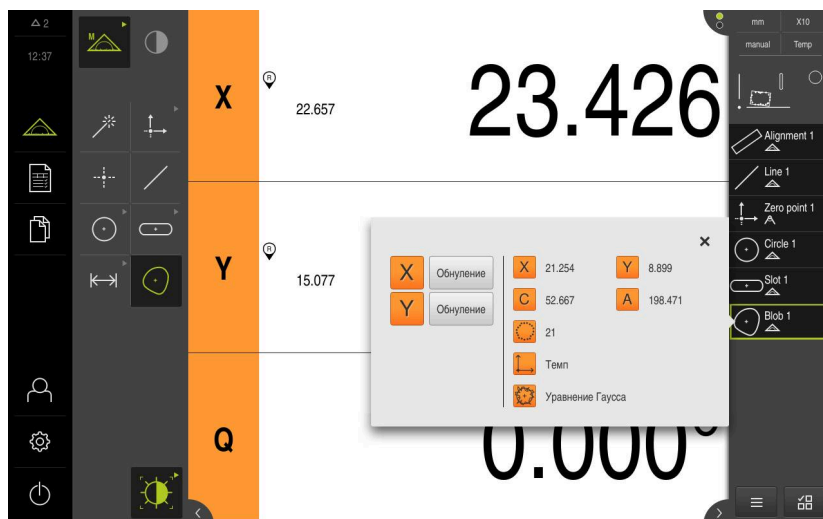 2
12:37
M
X
R
22.657
23.426
mm
X10
manual
Temp
Alignment 1
Line 1
Zero point 1
Circle 1
Slot 1
Blob 1
Y
R
15.077
X
Обнуление
Y
Обнуление
X
21.254
Y
8.899
C
52.667
A
198.471
21
Темп
Уравнение Гаусса
Q
0.000°